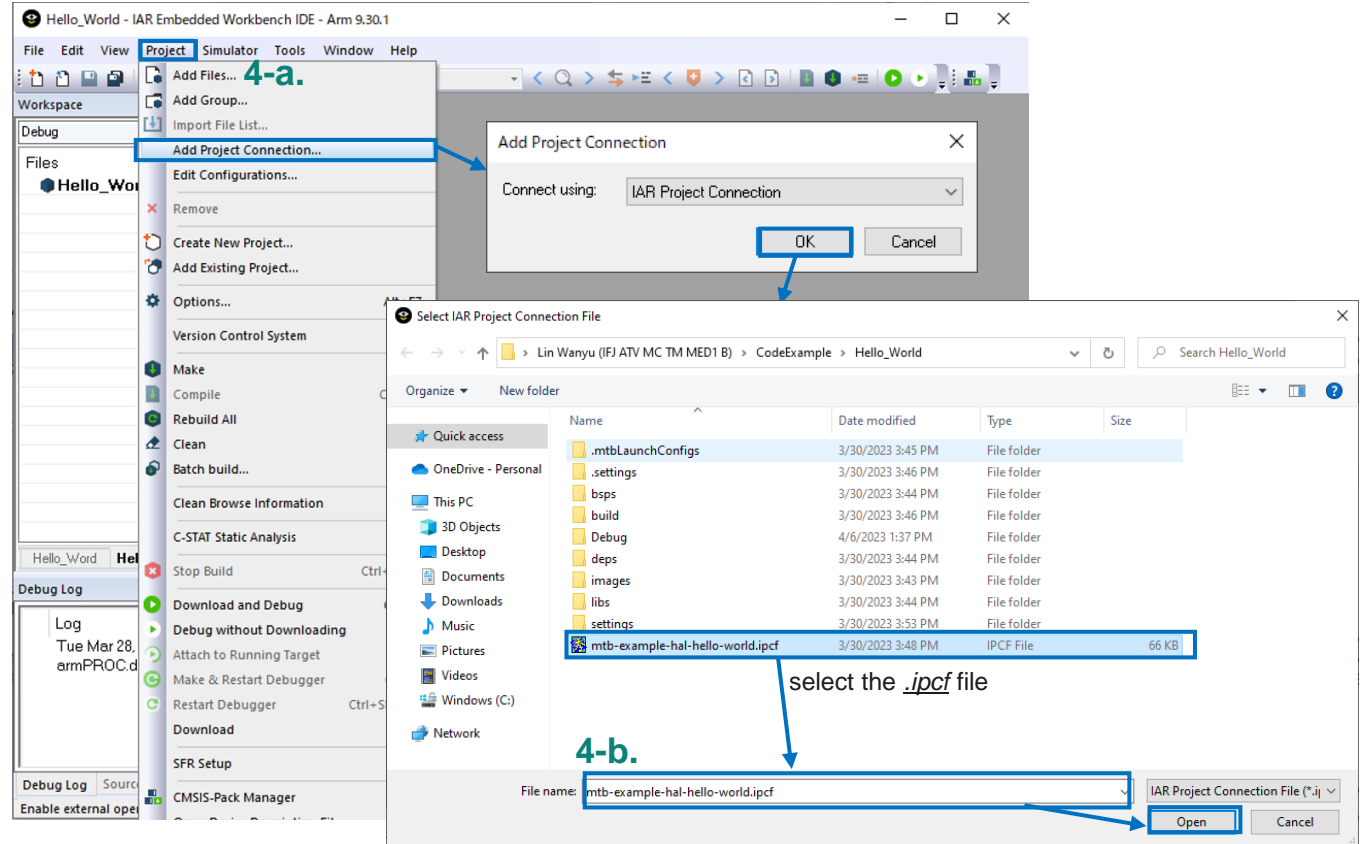 Hello_World - IAR Embedded Workbench IDE - Arm 9.30.1
File Edit View Project Simulator Tools Window Help
4-a.
Workspace
Debug
Files
Hello_Wo
Add Files...
Add Group...
Import File List...
Add Project Connection...
Edit Configurations...
Remove
Create New Project...
Add Existing Project...
Options...
Version Control System
Make
Compile
Rebuild All
Clean
Batch build...
Clean Browse Information
C-STAT Static Analysis
Stop Build Ctrl+
Download and Debug
Debug without Downloading
Attach to Running Target
Make & Restart Debugger
Restart Debugger Ctrl+S
Download
SFR Setup
CMSIS-Pack Manager
Hello_Word Hel
Debug Log
Log
Tue Mar 28,
armPROC.d
Debug Log Sourc
Enable external oper
Add Project Connection
Connect using: IAR Project Connection
OK Cancel
Select IAR Project Connection File
Lin Wanyu (IFJ ATV MC TM MED1 B) > CodeExample > Hello_World
Search Hello_World
Organize New folder
Quick access
OneDrive - Personal
This PC
3D Objects
Desktop
Documents
Downloads
Music
Pictures
Videos
Windows (C:)
Network
Name Date modified Type Size
.mtbLaunchConfigs 3/30/2023 3:45 PM File folder
.settings 3/30/2023 3:46 PM File folder
bsps 3/30/2023 3:44 PM File folder
build 3/30/2023 3:46 PM File folder
Debug 4/6/2023 1:37 PM File folder
deps 3/30/2023 3:44 PM File folder
images 3/30/2023 3:43 PM File folder
libs 3/30/2023 3:44 PM File folder
settings 3/30/2023 3:53 PM File folder
mtb-example-hal-hello-world.ipcf 3/30/2023 3:48 PM IPCF File 66 KB
select the .ipcf file
4-b.
File name: mtb-example-hal-hello-world.ipcf
IAR Project Connection File (*.ip
Open Cancel